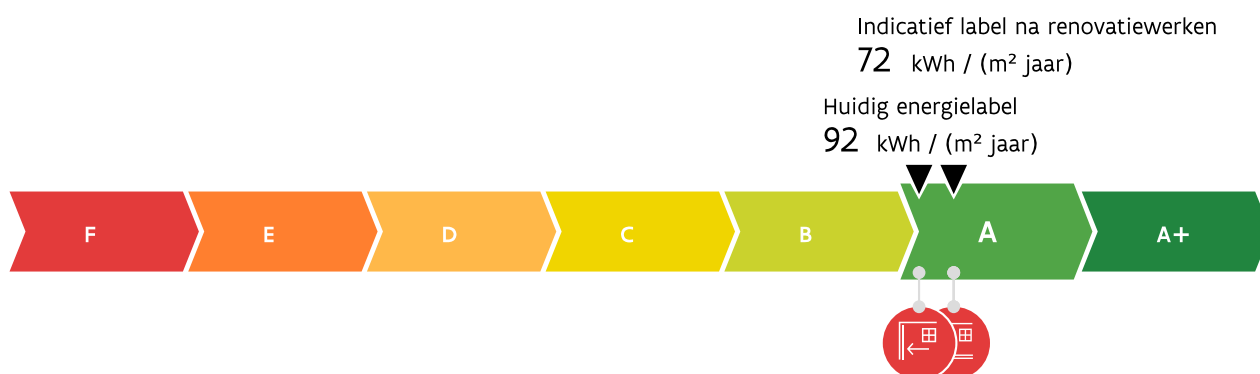 Indicatief label na renovatiewerken
72 kWh / (m² jaar)
Huidig energielabel
92 kWh / (m² jaar)
F E D C B A A+